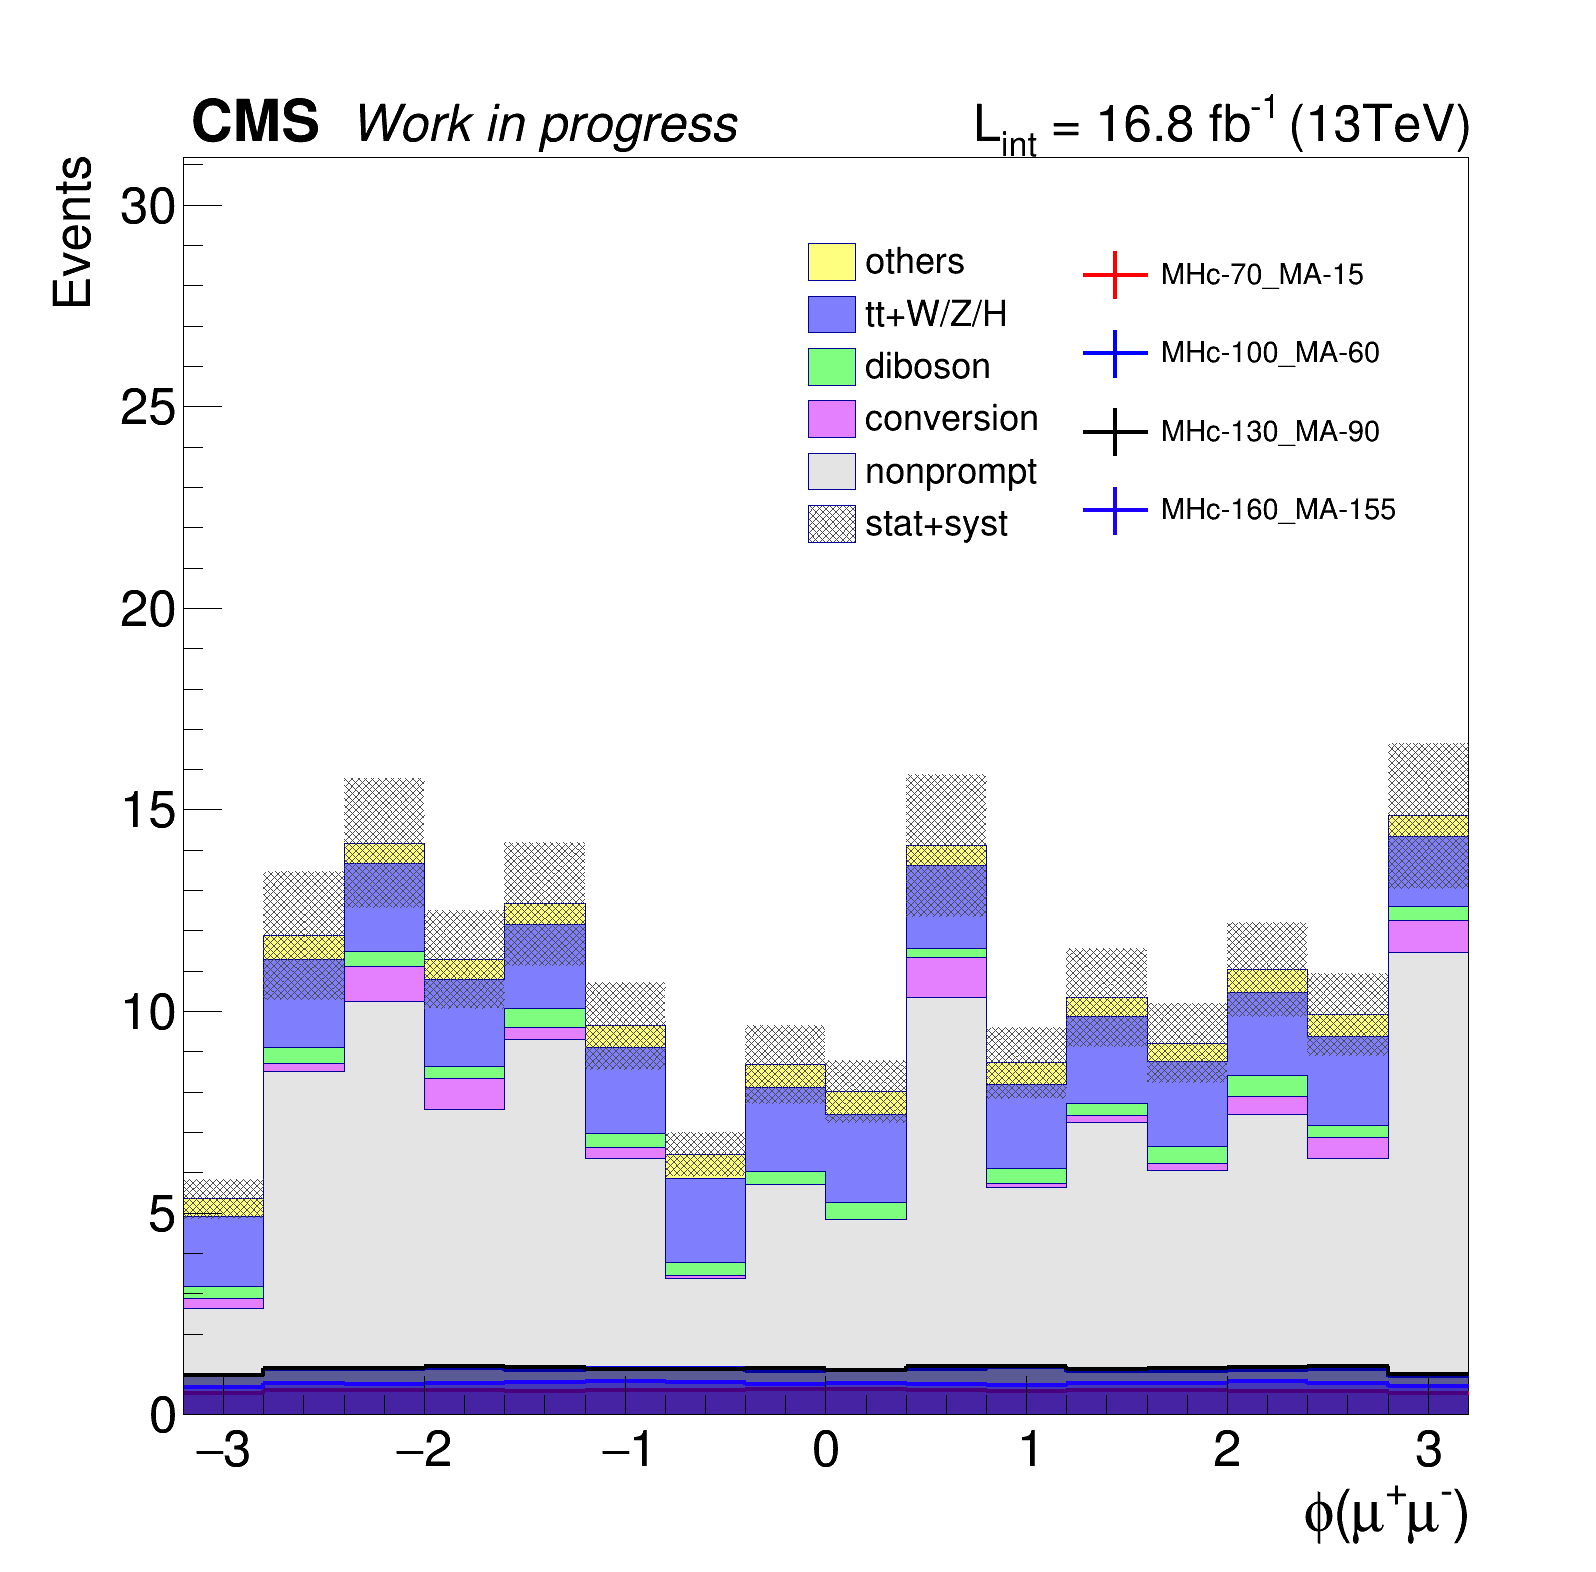 CMS Work in progress
L_int = 16.8 fb^-1 (13TeV)
Events
30
25
20
15
10
5
0
others
tt+W/Z/H
diboson
conversion
nonprompt
stat+syst
MHc-70_MA-15
MHc-100_MA-60
MHc-130_MA-90
MHc-160_MA-155
−3 −2 −1 0 1 2 3
ϕ(μ⁺μ⁻)